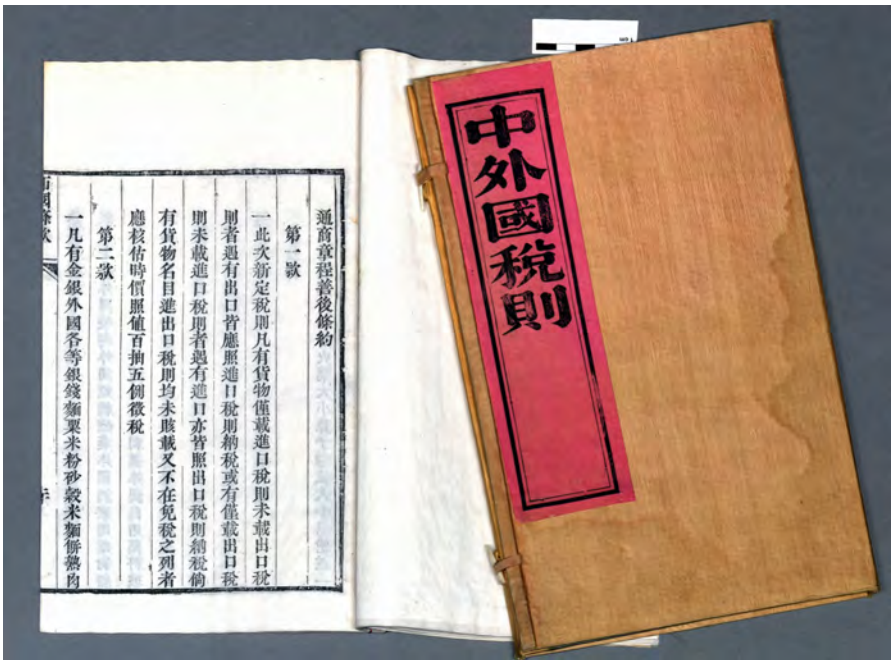 中外國稅則
通商章程善後條約
第一款
一此次新定稅則凡有貨物僅載進口稅則未載出口稅
則者遇有出口皆應照進口稅則納稅或有僅載出口稅
則未載進口稅則者遇有進口亦皆照出口稅則納稅倘
有貨物名目進出口稅則均未賅載又不在免稅之列者
應核估時價照値百抽五例徵稅
第二款
一凡有金銀外國各等銀錢麵粟米粉砂穀米麵餅熟肉
國條款